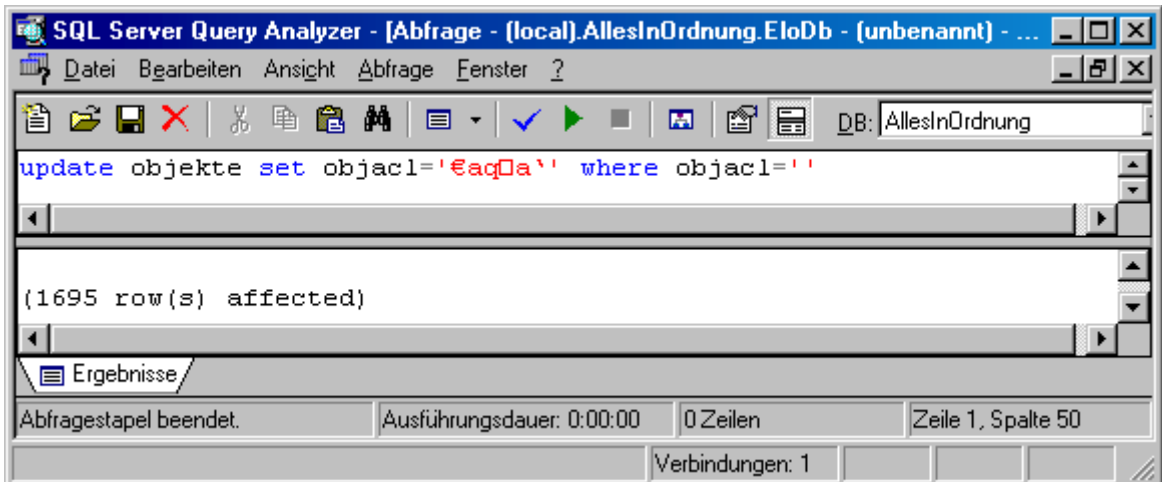 SQL Server Query Analyzer - [Abfrage - (local).AllesInOrdnung.EloDb - (unbenannt) - ...
Datei Bearbeiten Ansicht Abfrage Fenster ?
DB: AllesInOrdnung
update objekte set objacl='€aq□a‵' where objacl=''
(1695 row(s) affected)
Ergebnisse
Abfragestapel beendet. Ausführungsdauer: 0:00:00 0 Zeilen Zeile 1, Spalte 50
Verbindungen: 1